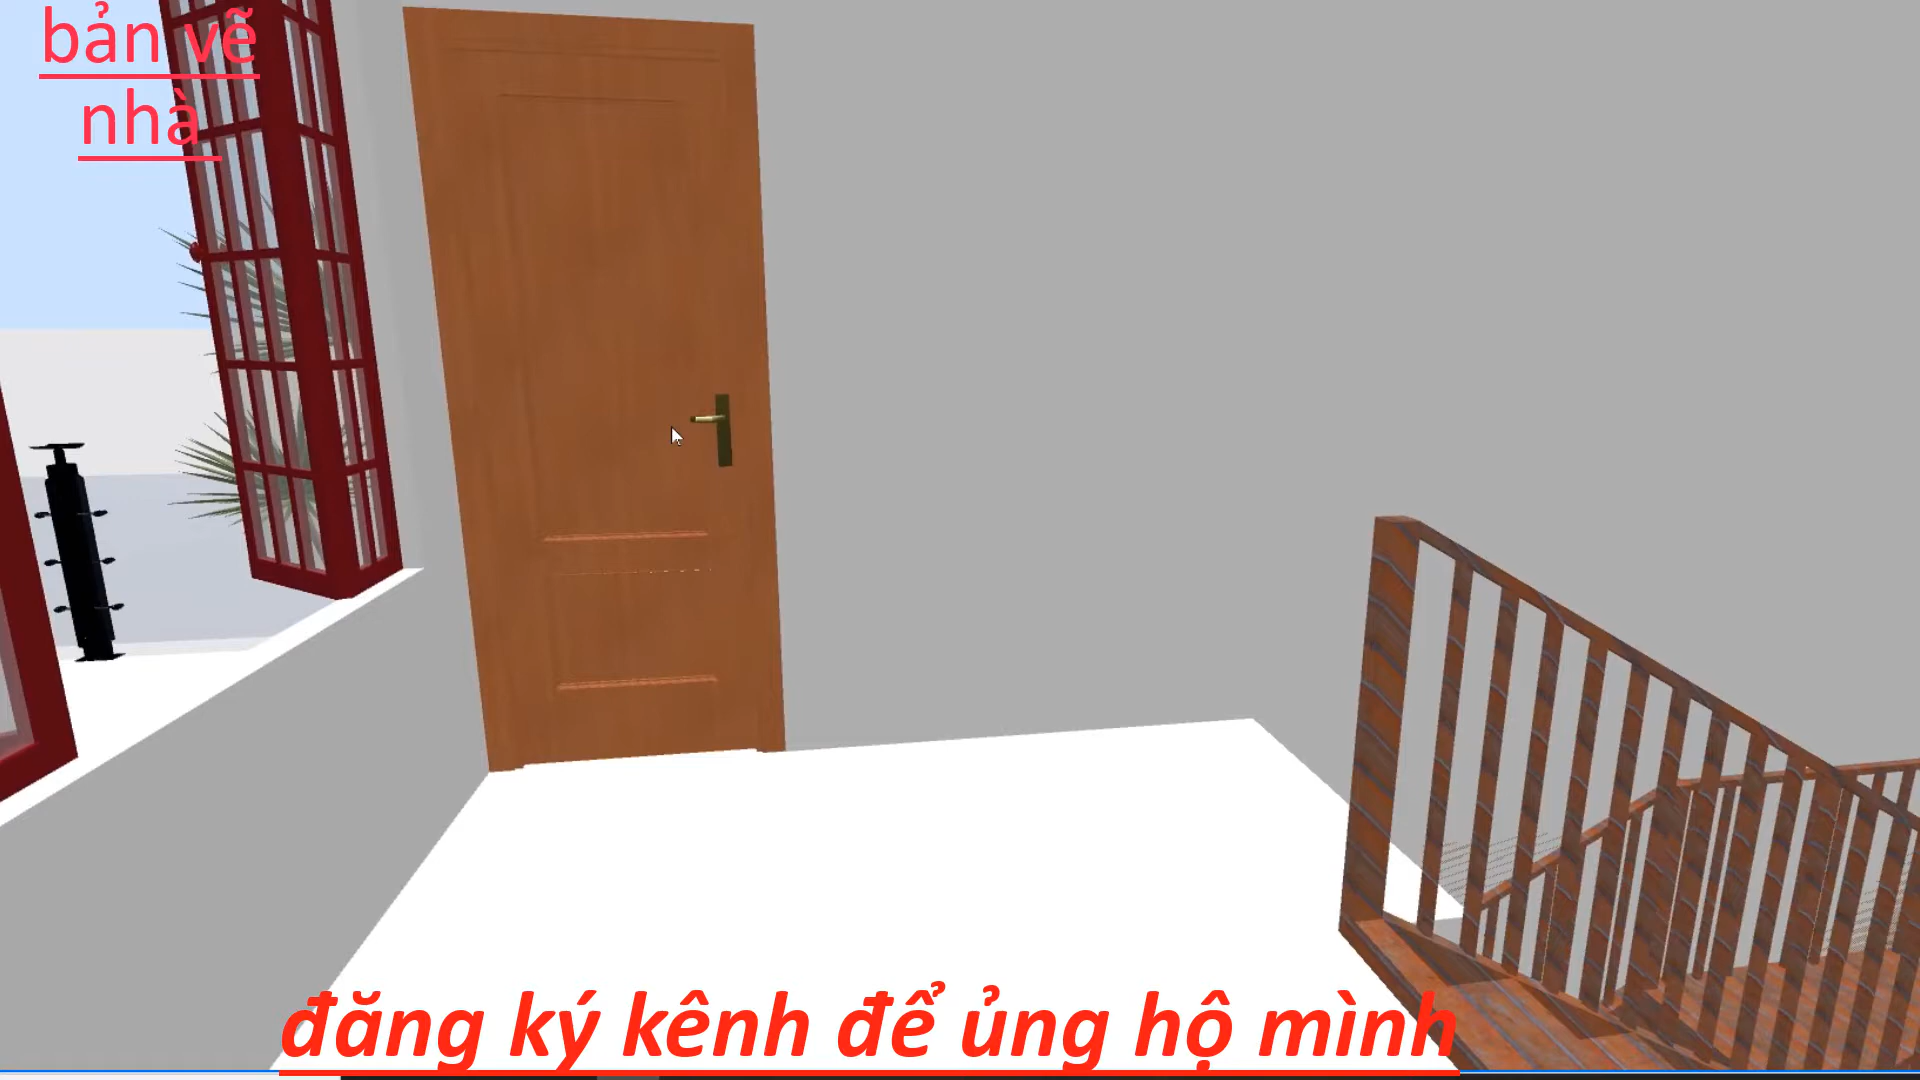 bản vẽ
nhà
đăng ký kênh để ủng hộ mình